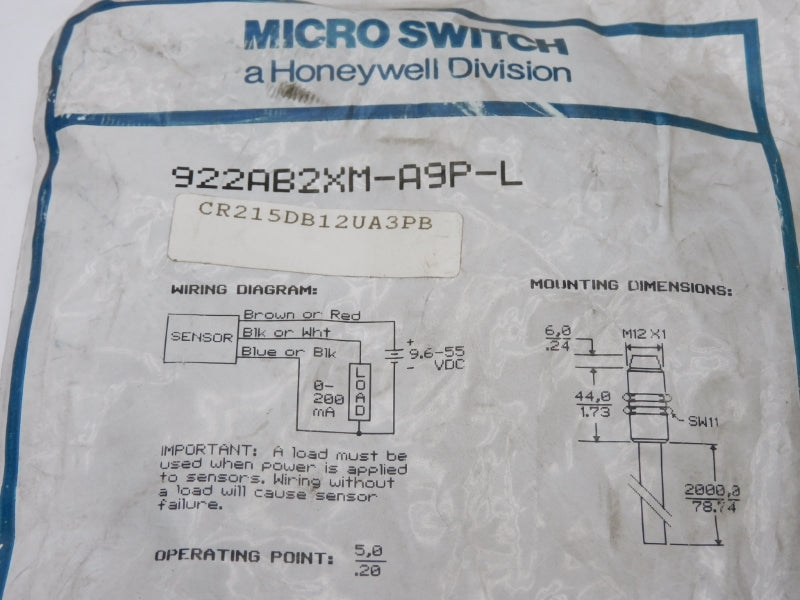 MICRO SWITCH
a Honeywell Division
922AB2XM-A9P-L
CR215DB12UA3PB
WIRING DIAGRAM:
SENSOR
Brown or Red
Blk or Wht
Blue or Blk
0-
200
mA
LOAD
+
9.6-55
- VDC
IMPORTANT: A load must be
used when power is applied
to sensors. Wiring without
a load will cause sensor
failure.
OPERATING POINT: 5,0
.20
MOUNTING DIMENSIONS:
6,0
.24
M12 X1
44,0
1.73
SW11
2000,0
78.74